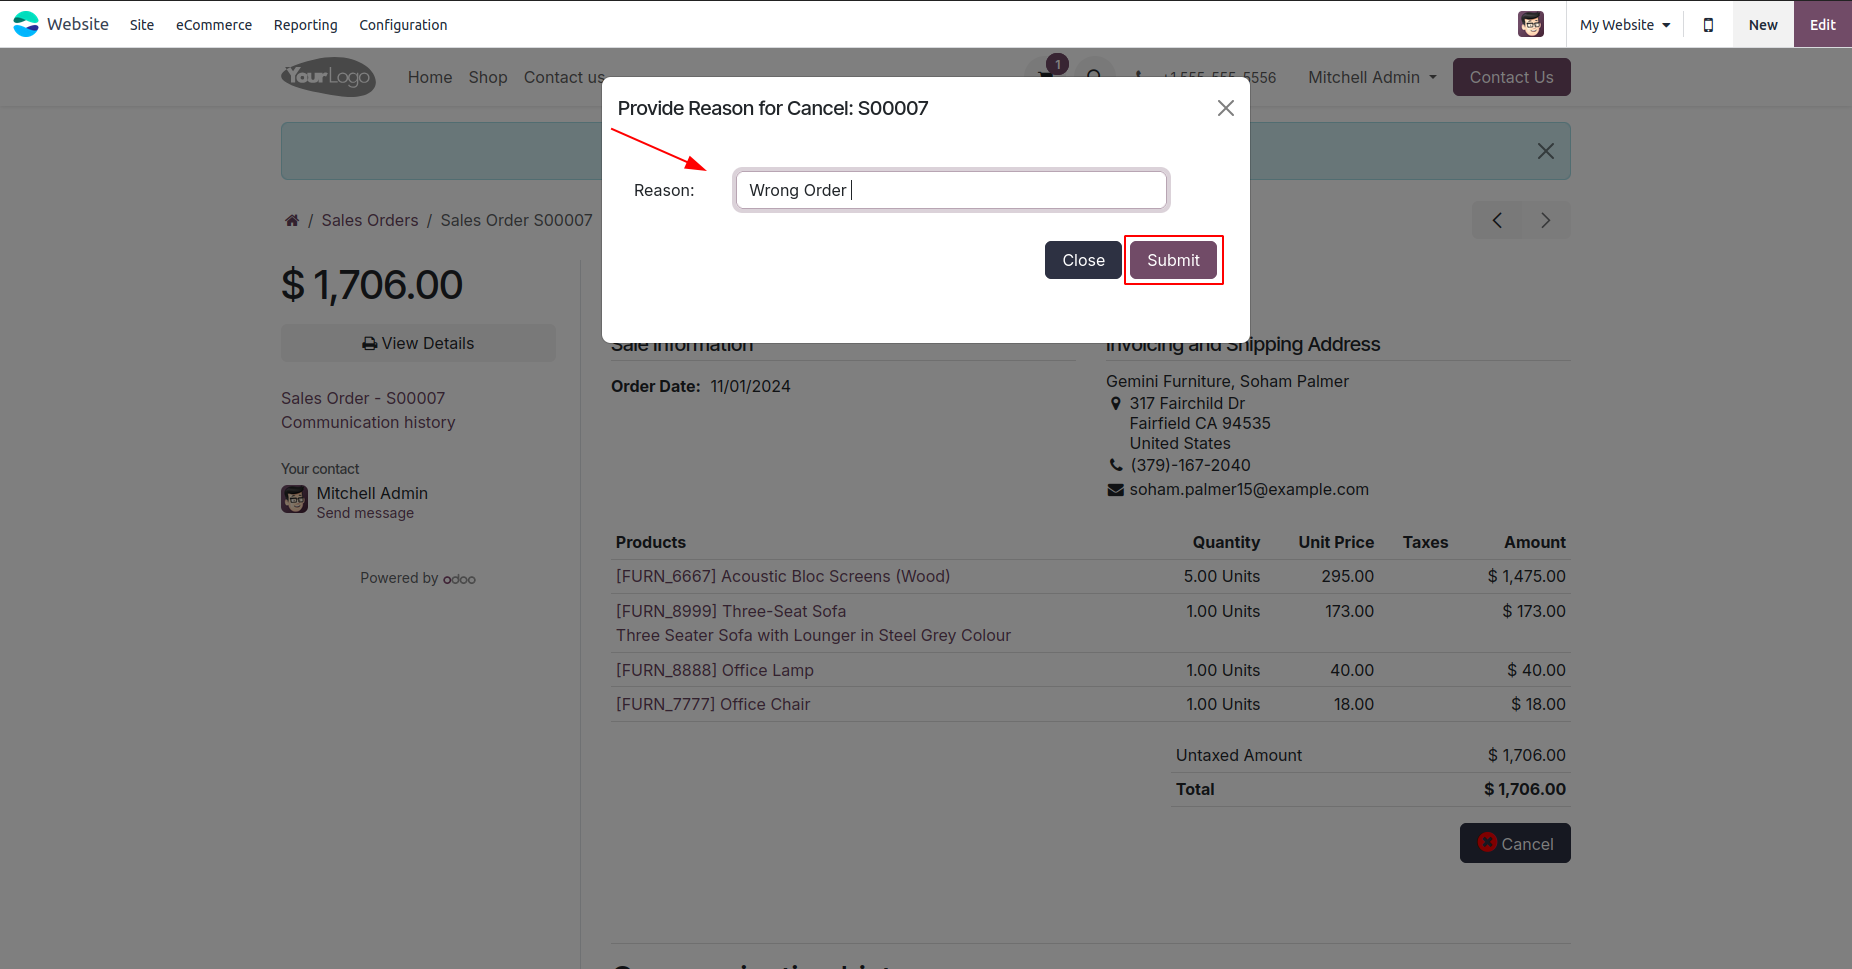 Website Site eCommerce Reporting Configuration My Website New Edit
YourLogo Home Shop Contact us 1 +1 555-555-5556 Mitchell Admin Contact Us
Provide Reason for Cancel: S00007
Reason: Wrong Order
Close Submit
/ Sales Orders / Sales Order S00007
$ 1,706.00
View Details
Sales Order - S00007
Communication history
Your contact
Mitchell Admin
Send message
Powered by odoo
Sale Information
Order Date: 11/01/2024
Invoicing and Shipping Address
Gemini Furniture, Soham Palmer
317 Fairchild Dr
Fairfield CA 94535
United States
(379)-167-2040
soham.palmer15@example.com
Products Quantity Unit Price Taxes Amount
[FURN_6667] Acoustic Bloc Screens (Wood) 5.00 Units 295.00 $ 1,475.00
[FURN_8999] Three-Seat Sofa 1.00 Units 173.00 $ 173.00
Three Seater Sofa with Lounger in Steel Grey Colour
[FURN_8888] Office Lamp 1.00 Units 40.00 $ 40.00
[FURN_7777] Office Chair 1.00 Units 18.00 $ 18.00
Untaxed Amount $ 1,706.00
Total $ 1,706.00
Cancel